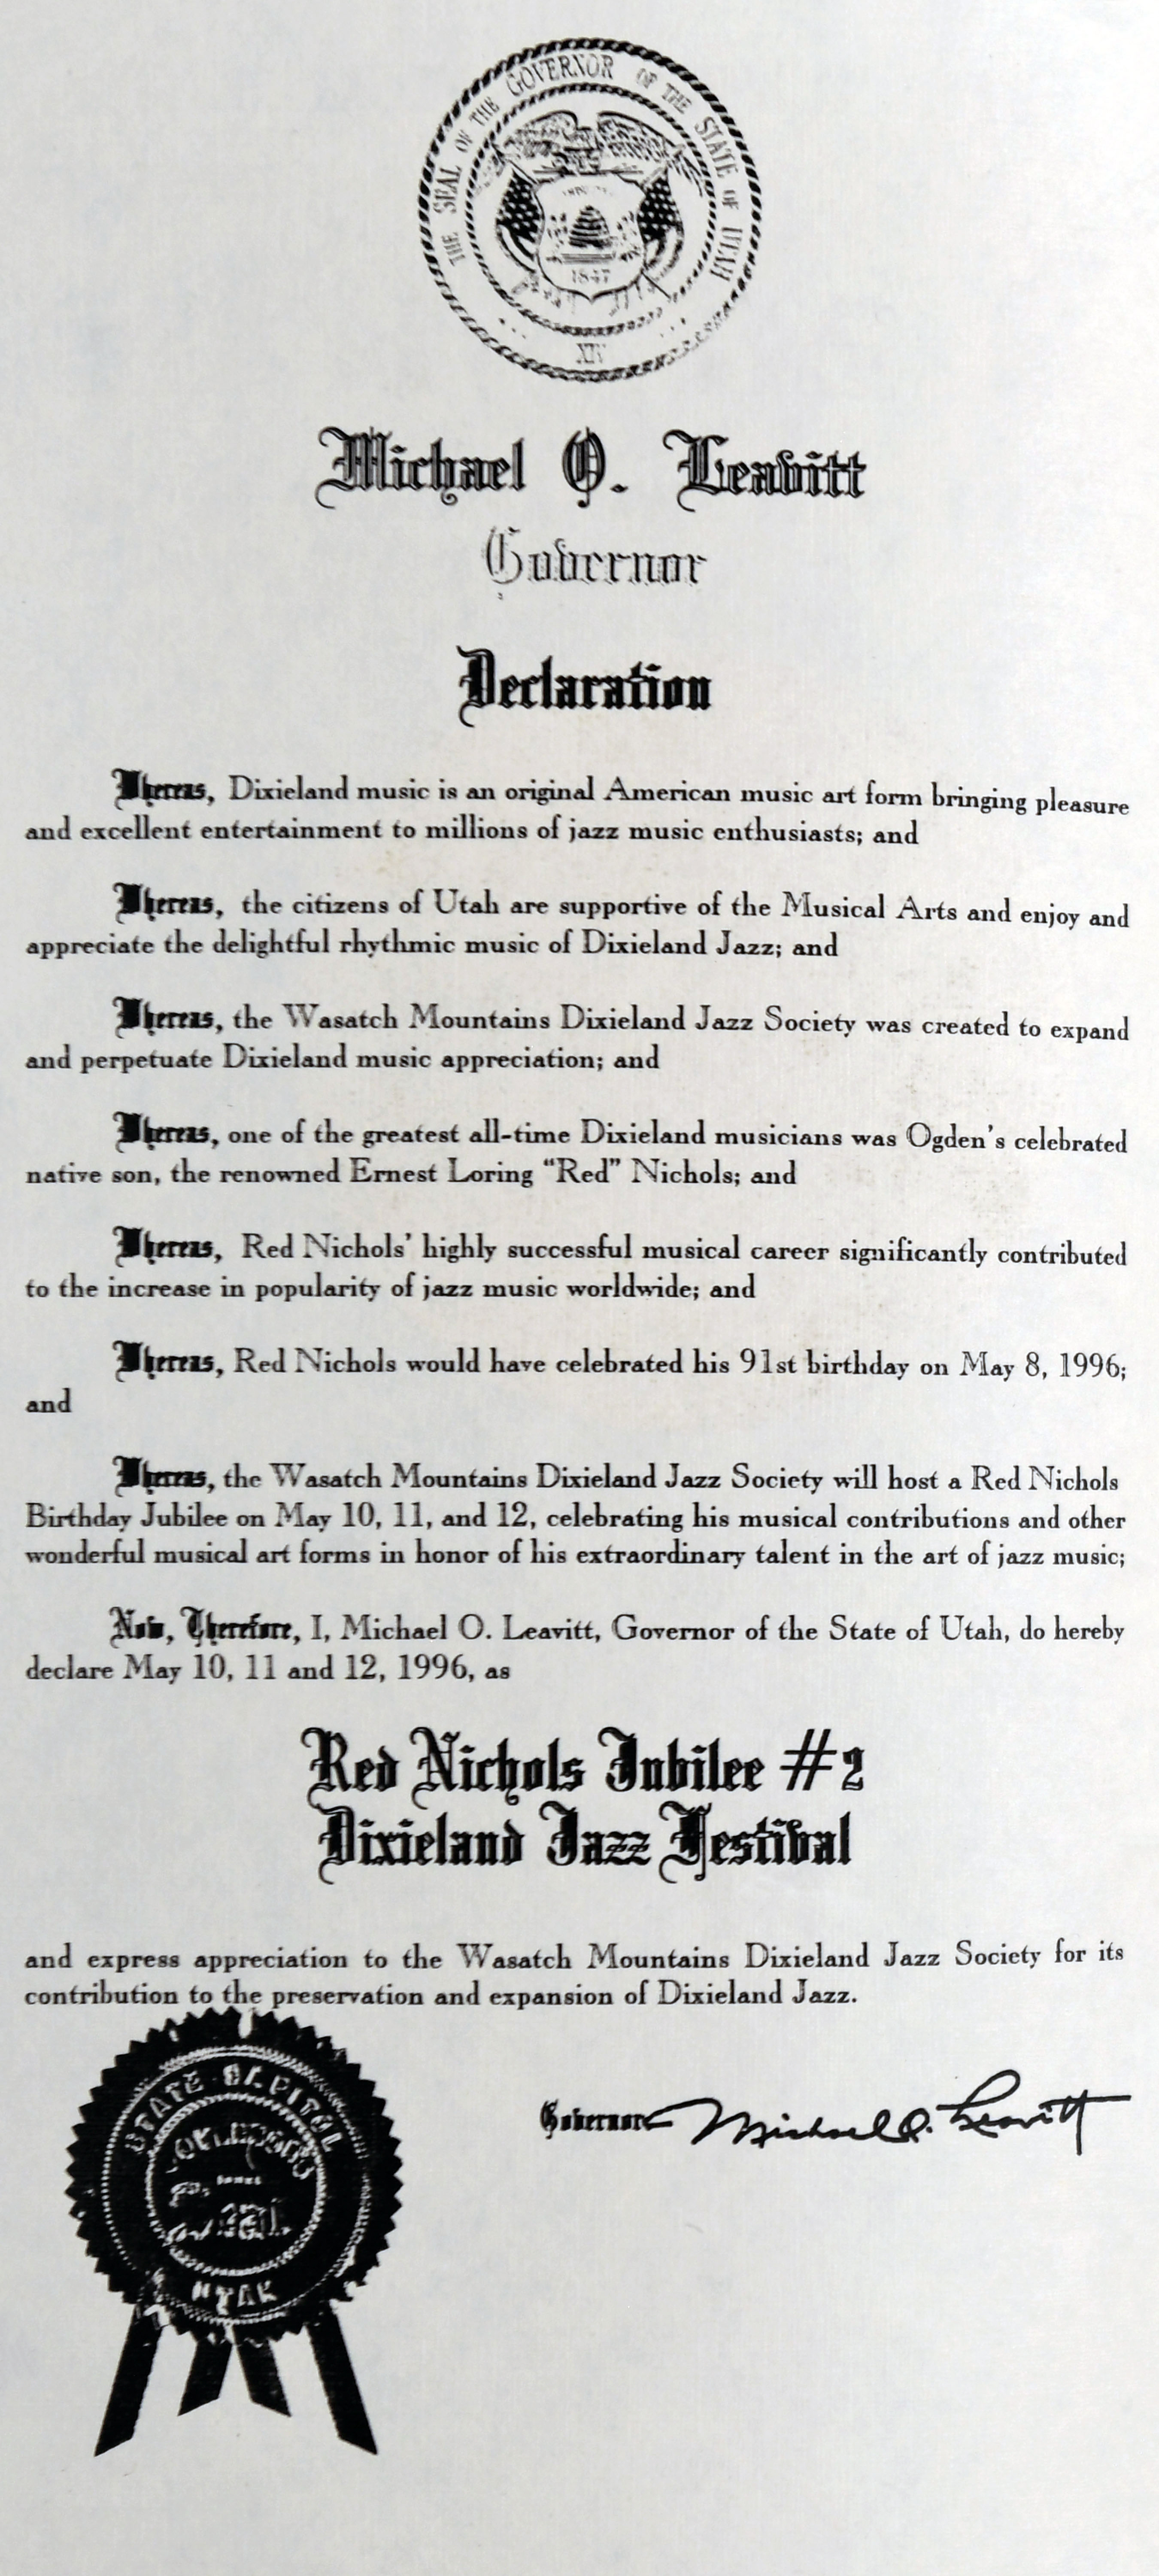 THE SEAL OF THE GOVERNOR OF THE STATE OF UTAH
1847
XIV
Michael O. Leavitt
Governor
Declaration
Whereas, Dixieland music is an original American music art form bringing pleasure
and excellent entertainment to millions of jazz music enthusiasts; and
Whereas, the citizens of Utah are supportive of the Musical Arts and enjoy and
appreciate the delightful rhythmic music of Dixieland Jazz; and
Whereas, the Wasatch Mountains Dixieland Jazz Society was created to expand
and perpetuate Dixieland music appreciation; and
Whereas, one of the greatest all-time Dixieland musicians was Ogden's celebrated
native son, the renowned Ernest Loring "Red" Nichols; and
Whereas, Red Nichols' highly successful musical career significantly contributed
to the increase in popularity of jazz music worldwide; and
Whereas, Red Nichols would have celebrated his 91st birthday on May 8, 1996;
and
Whereas, the Wasatch Mountains Dixieland Jazz Society will host a Red Nichols
Birthday Jubilee on May 10, 11, and 12, celebrating his musical contributions and other
wonderful musical art forms in honor of his extraordinary talent in the art of jazz music;
Now, Therefore, I, Michael O. Leavitt, Governor of the State of Utah, do hereby
declare May 10, 11 and 12, 1996, as
Red Nichols Jubilee #2
Dixieland Jazz Festival
and express appreciation to the Wasatch Mountains Dixieland Jazz Society for its
contribution to the preservation and expansion of Dixieland Jazz.
Governor Michael O. Leavitt
STATE CAPITOL
UTAH